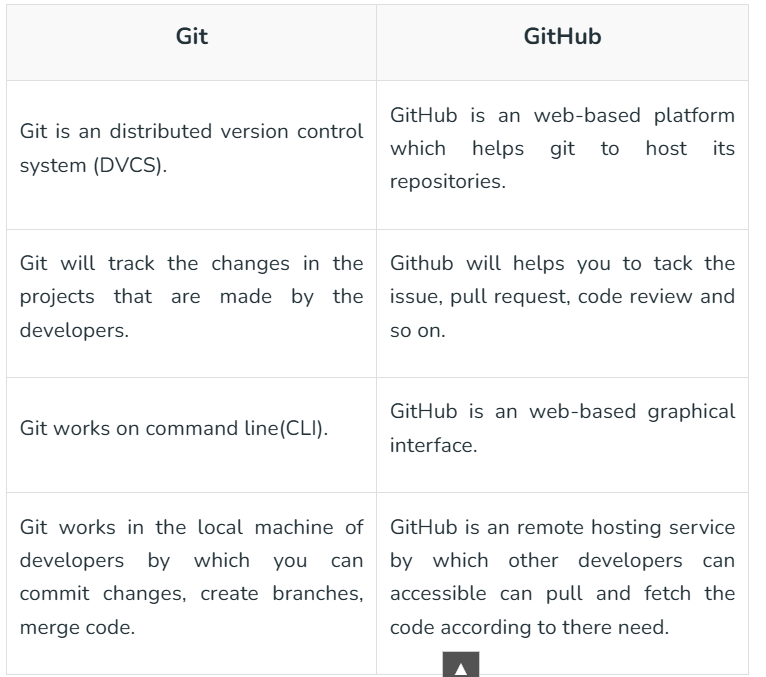 Git
GitHub
Git is an distributed version control
system (DVCS).
GitHub is an web-based platform
which helps git to host its
repositories.
Git will track the changes in the
projects that are made by the
developers.
Github will helps you to tack the
issue, pull request, code review and
so on.
Git works on command line(CLI).
GitHub is an web-based graphical
interface.
Git works in the local machine of
developers by which you can
commit changes, create branches,
merge code.
GitHub is an remote hosting service
by which other developers can
accessible can pull and fetch the
code according to there need.